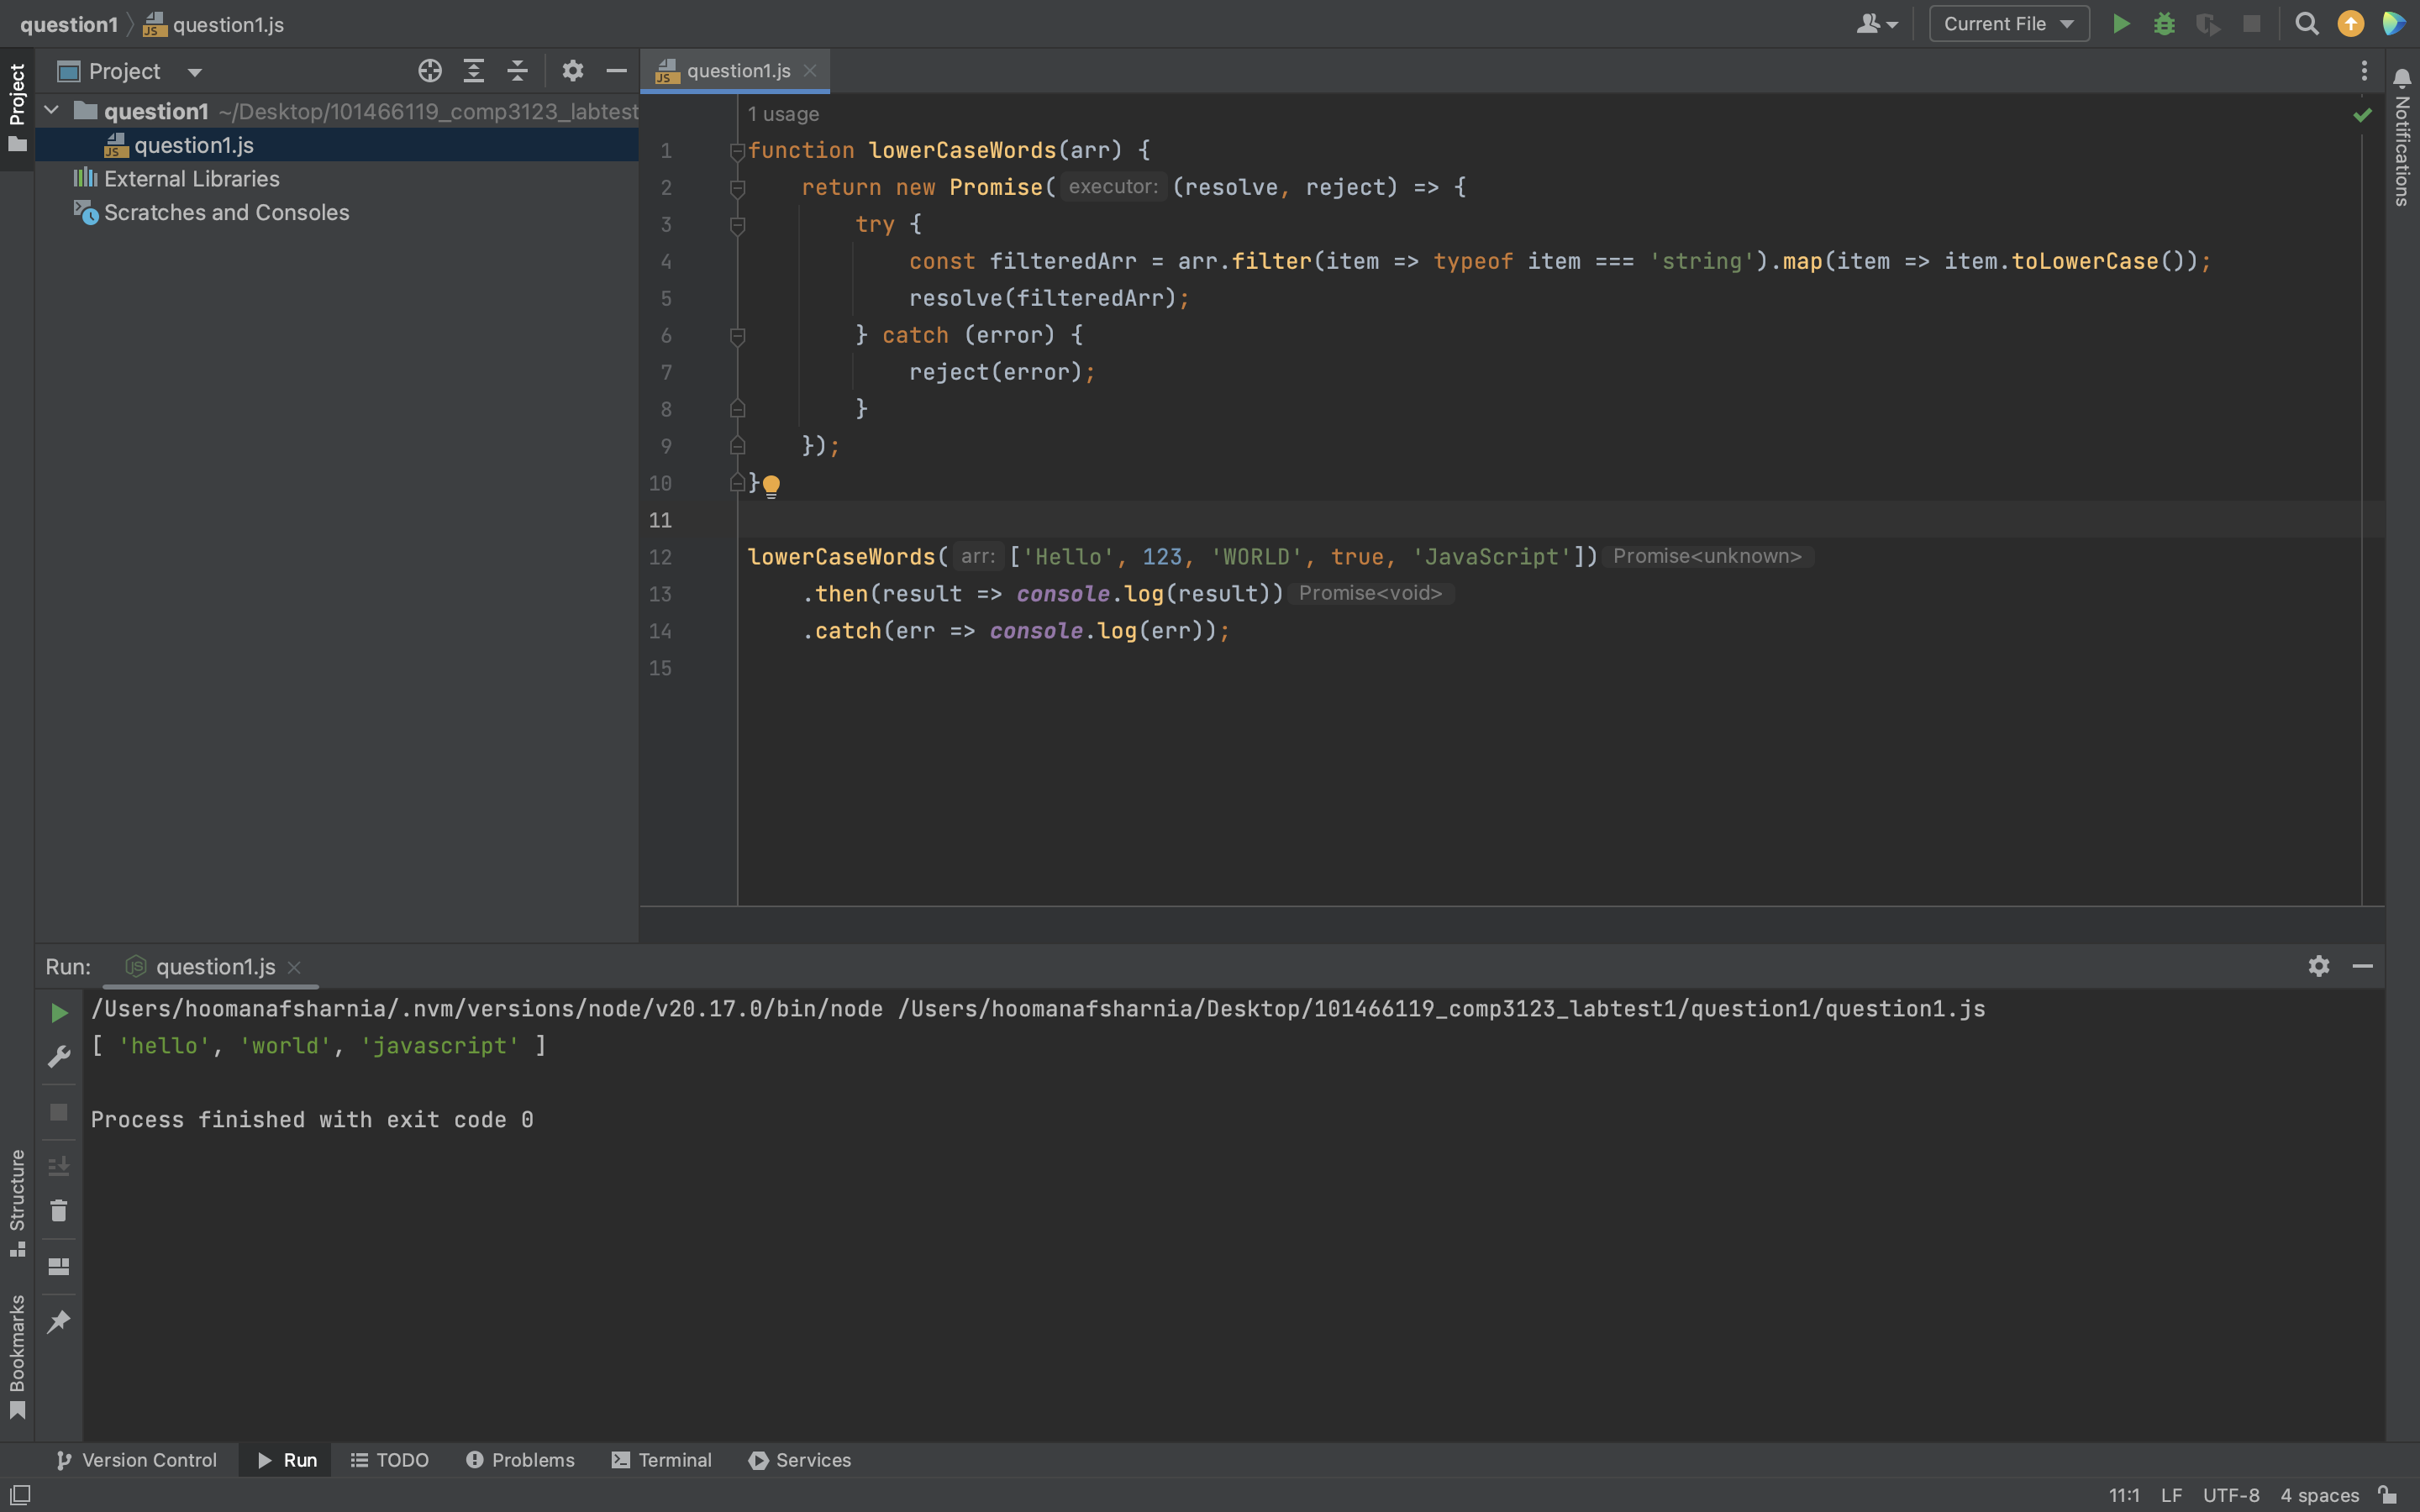 question1 question1.js
Current File
Project
Project
question1 ~/Desktop/101466119_comp3123_labtest
question1.js
External Libraries
Scratches and Consoles
question1.js
Notifications
1 usage
1 function lowerCaseWords(arr) {
2 return new Promise( executor: (resolve, reject) => {
3 try {
4 const filteredArr = arr.filter(item => typeof item === 'string').map(item => item.toLowerCase());
5 resolve(filteredArr);
6 } catch (error) {
7 reject(error);
8 }
9 });
10 }
11
12 lowerCaseWords( arr: ['Hello', 123, 'WORLD', true, 'JavaScript']) Promise<unknown>
13 .then(result => console.log(result)) Promise<void>
14 .catch(err => console.log(err));
15
Run: question1.js
/Users/hoomanafsharnia/.nvm/versions/node/v20.17.0/bin/node /Users/hoomanafsharnia/Desktop/101466119_comp3123_labtest1/question1/question1.js
[ 'hello', 'world', 'javascript' ]
Process finished with exit code 0
Structure
Bookmarks
Version Control Run TODO Problems Terminal Services
11:1 LF UTF-8 4 spaces